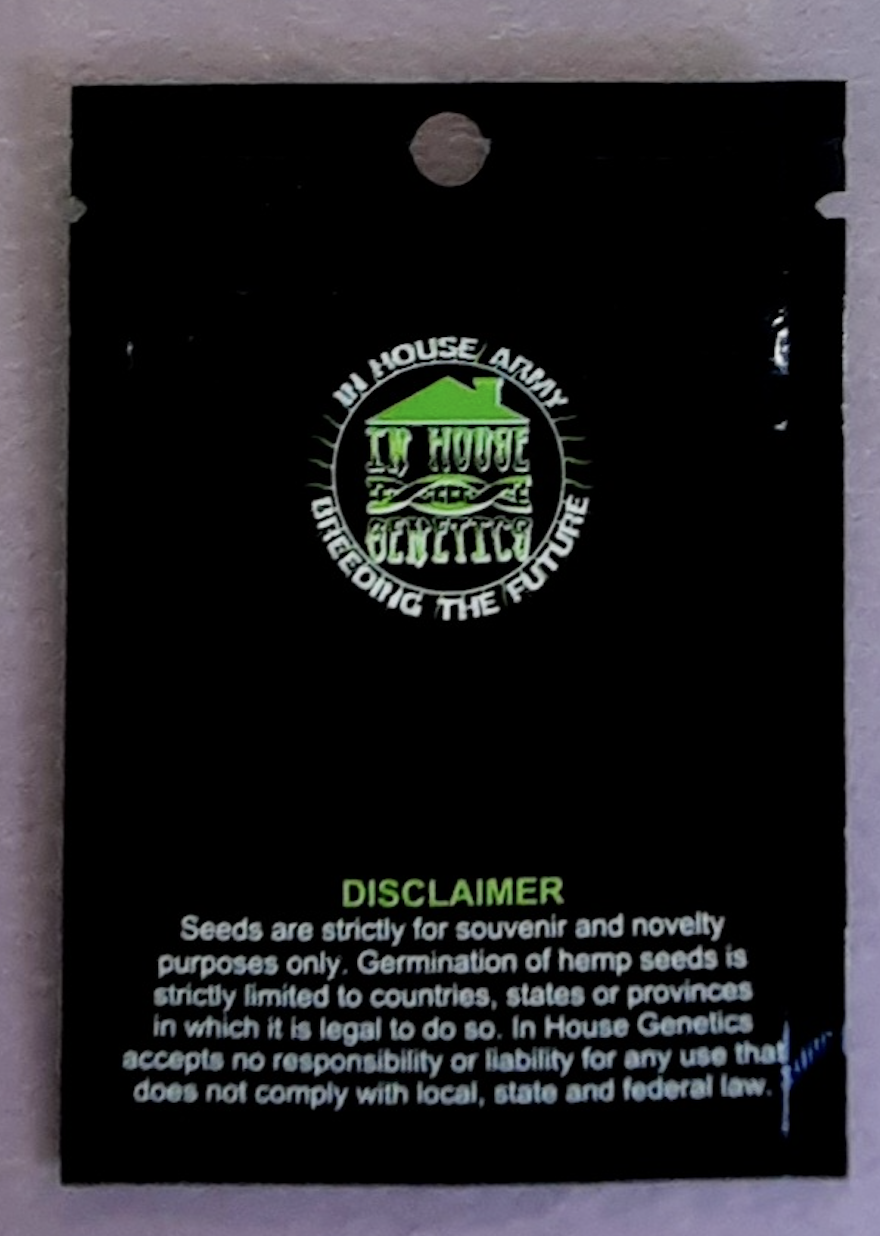 IN HOUSE ARMY
IN HOUSE
GENETICS
BREEDING THE FUTURE
DISCLAIMER
Seeds are strictly for souvenir and novelty
purposes only. Germination of hemp seeds is
strictly limited to countries, states or provinces
in which it is legal to do so. In House Genetics
accepts no responsibility or liability for any use that
does not comply with local, state and federal law.